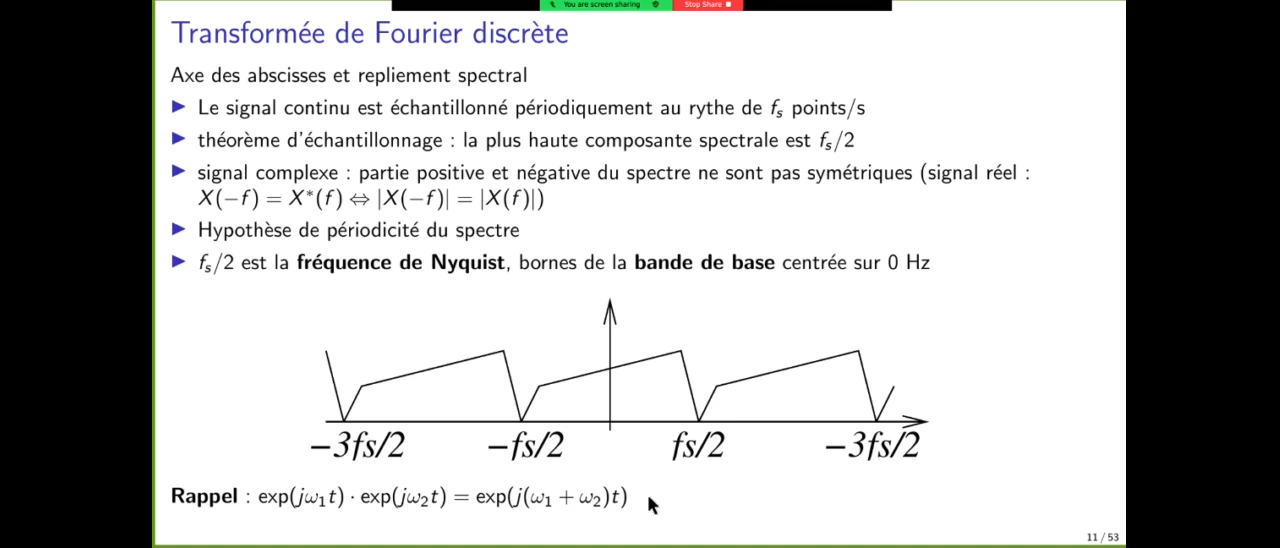 You are screen sharing Stop Share
Transformée de Fourier discrète
Axe des abscisses et repliement spectral
Le signal continu est échantillonné périodiquement au rythe de fs points/s
théorème d'échantillonnage : la plus haute composante spectrale est fs/2
signal complexe : partie positive et négative du spectre ne sont pas symétriques (signal réel :
X(−f) = X*(f) ⇔ |X(−f)| = |X(f)|)
Hypothèse de périodicité du spectre
fs/2 est la fréquence de Nyquist, bornes de la bande de base centrée sur 0 Hz
−3fs/2 −fs/2 fs/2 −3fs/2
Rappel : exp(jω₁t) · exp(jω₂t) = exp(j(ω₁ + ω₂)t)
11 / 53